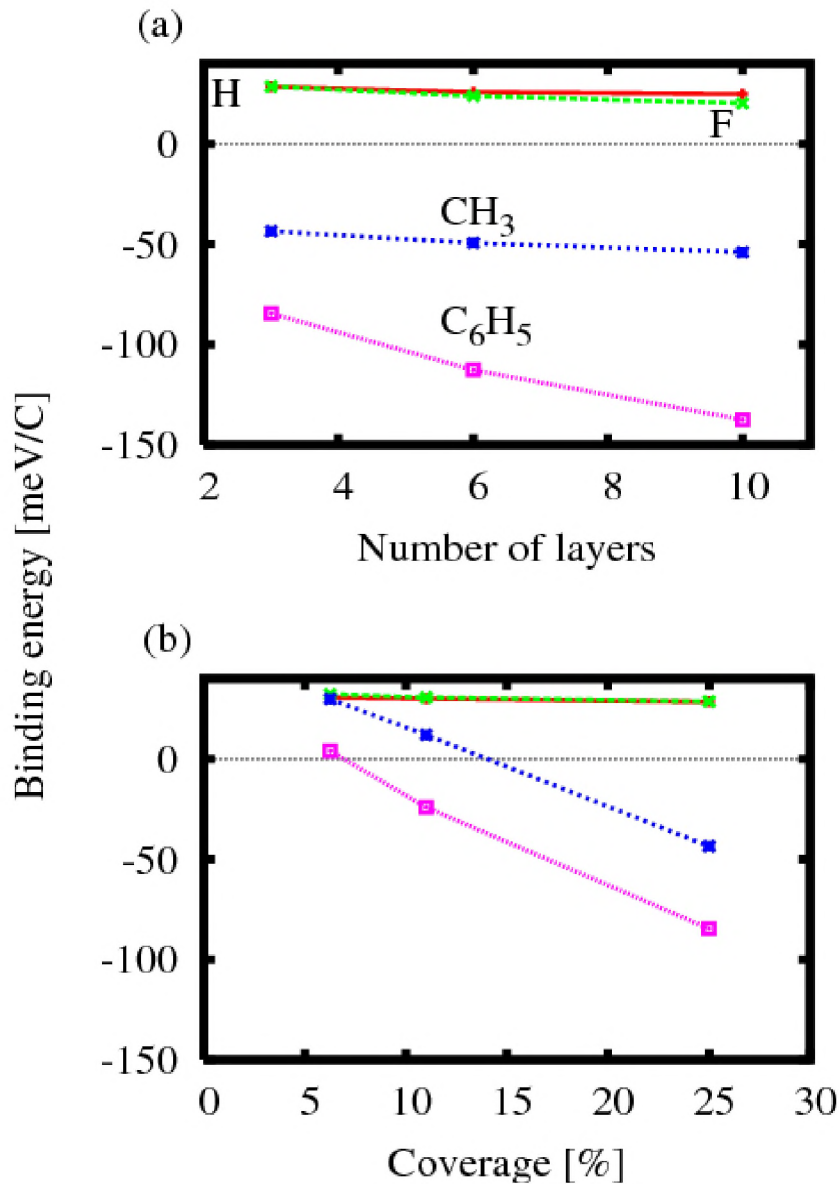 (a)
H
F
0
CH3
-50
C6H5
-100
-150
2 4 6 8 10
Number of layers
Binding energy [meV/C]
(b)
0
-50
-100
-150
0 5 10 15 20 25 30
Coverage [%]